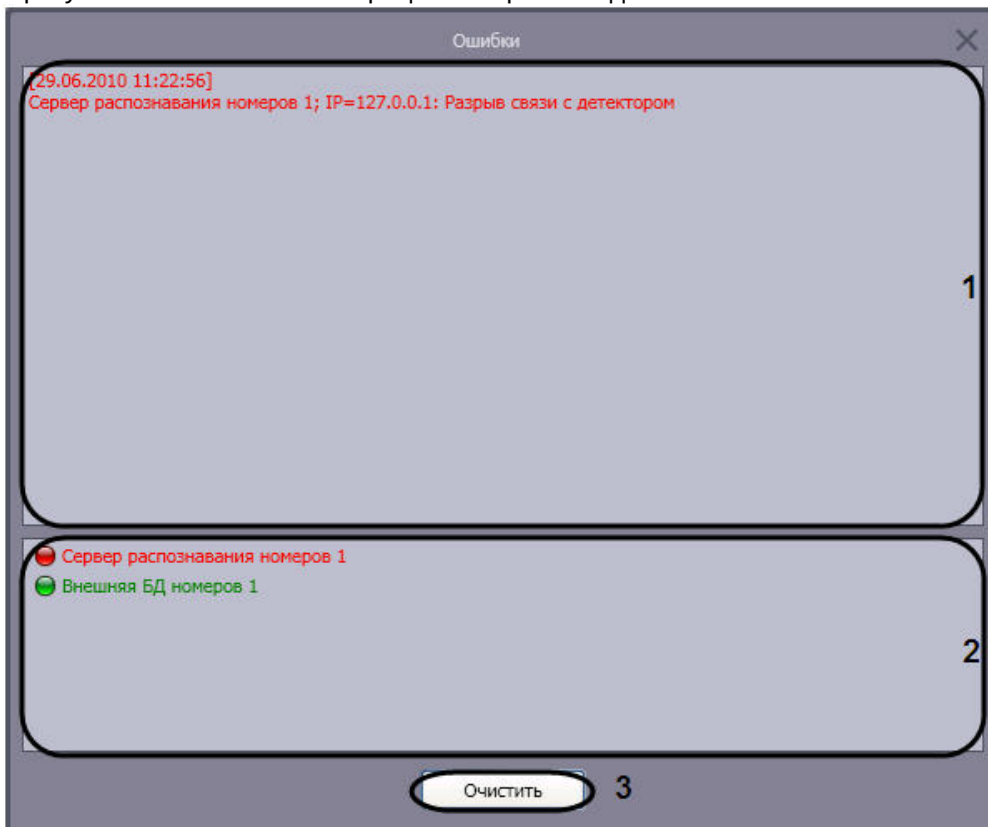 Ошибки
[29.06.2010 11:22:56]
Сервер распознавания номеров 1; IP=127.0.0.1: Разрыв связи с детектором
1
Сервер распознавания номеров 1
Внешняя БД номеров 1
2
Очистить
3